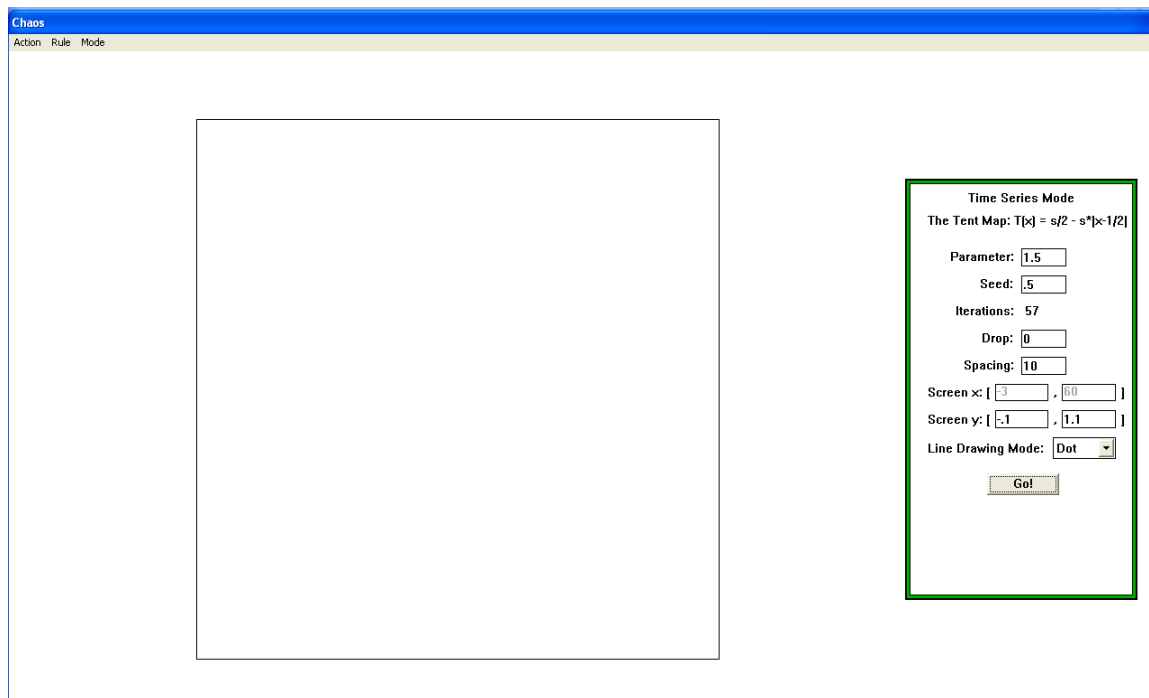 Chaos
Action Rule Mode
Time Series Mode
The Tent Map: T(x) = s/2 - s*|x-1/2|
Parameter: 1.5
Seed: .5
Iterations: 57
Drop: 0
Spacing: 10
Screen x: [ -3 , 60 ]
Screen y: [ -.1 , 1.1 ]
Line Drawing Mode: Dot
Go!